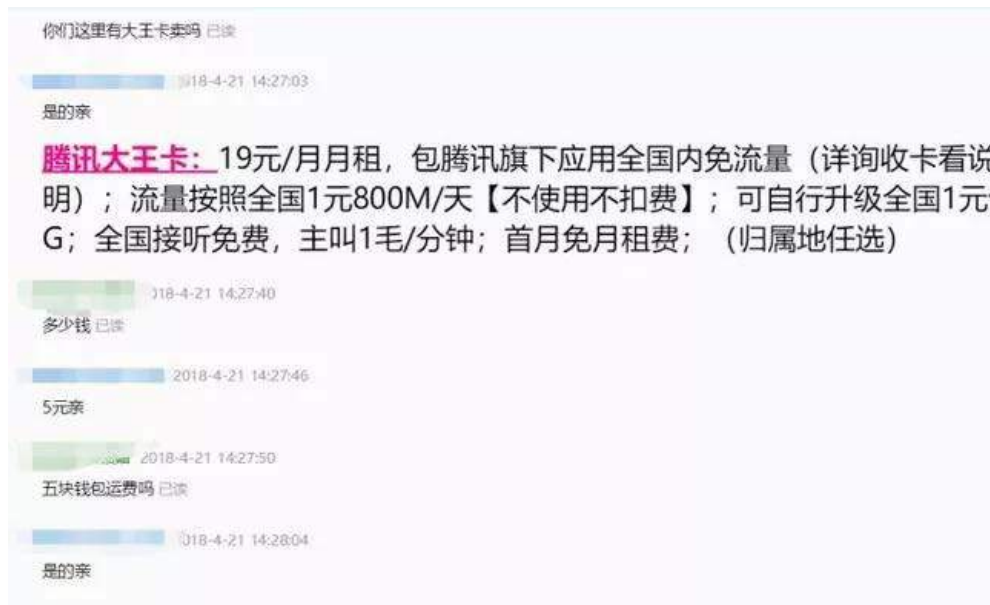 你们这里有大王卡卖吗 已读
18-4-21 14:27:03
是的亲
腾讯大王卡：19元/月月租，包腾讯旗下应用全国内免流量（详询收卡看说
明）；流量按照全国1元800M/天【不使用不扣费】；可自行升级全国1元
G；全国接听免费，主叫1毛/分钟；首月免月租费；（归属地任选）
018-4-21 14:27:40
多少钱 已读
2018-4-21 14:27:46
5元亲
2018-4-21 14:27:50
五块钱包运费吗 已读
018-4-21 14:28:04
是的亲